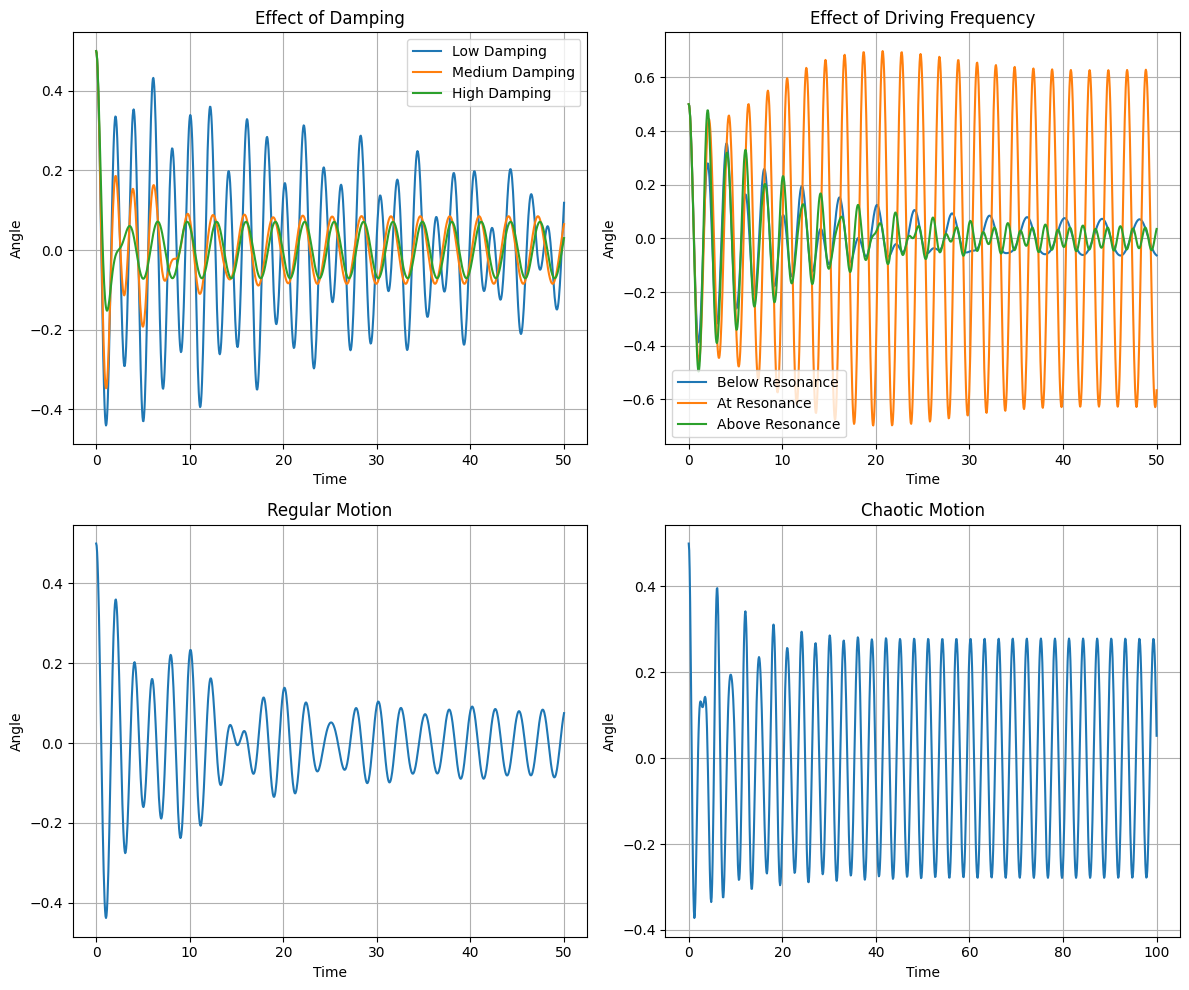 Effect of Damping
0.4
0.2
0.0
−0.2
−0.4
Angle
Low Damping
Medium Damping
High Damping
0 10 20 30 40 50
Time
Effect of Driving Frequency
0.6
0.4
0.2
0.0
−0.2
−0.4
−0.6
Angle
Below Resonance
At Resonance
Above Resonance
0 10 20 30 40 50
Time
Regular Motion
0.4
0.2
0.0
−0.2
−0.4
Angle
0 10 20 30 40 50
Time
Chaotic Motion
0.4
0.2
0.0
−0.2
−0.4
Angle
0 20 40 60 80 100
Time